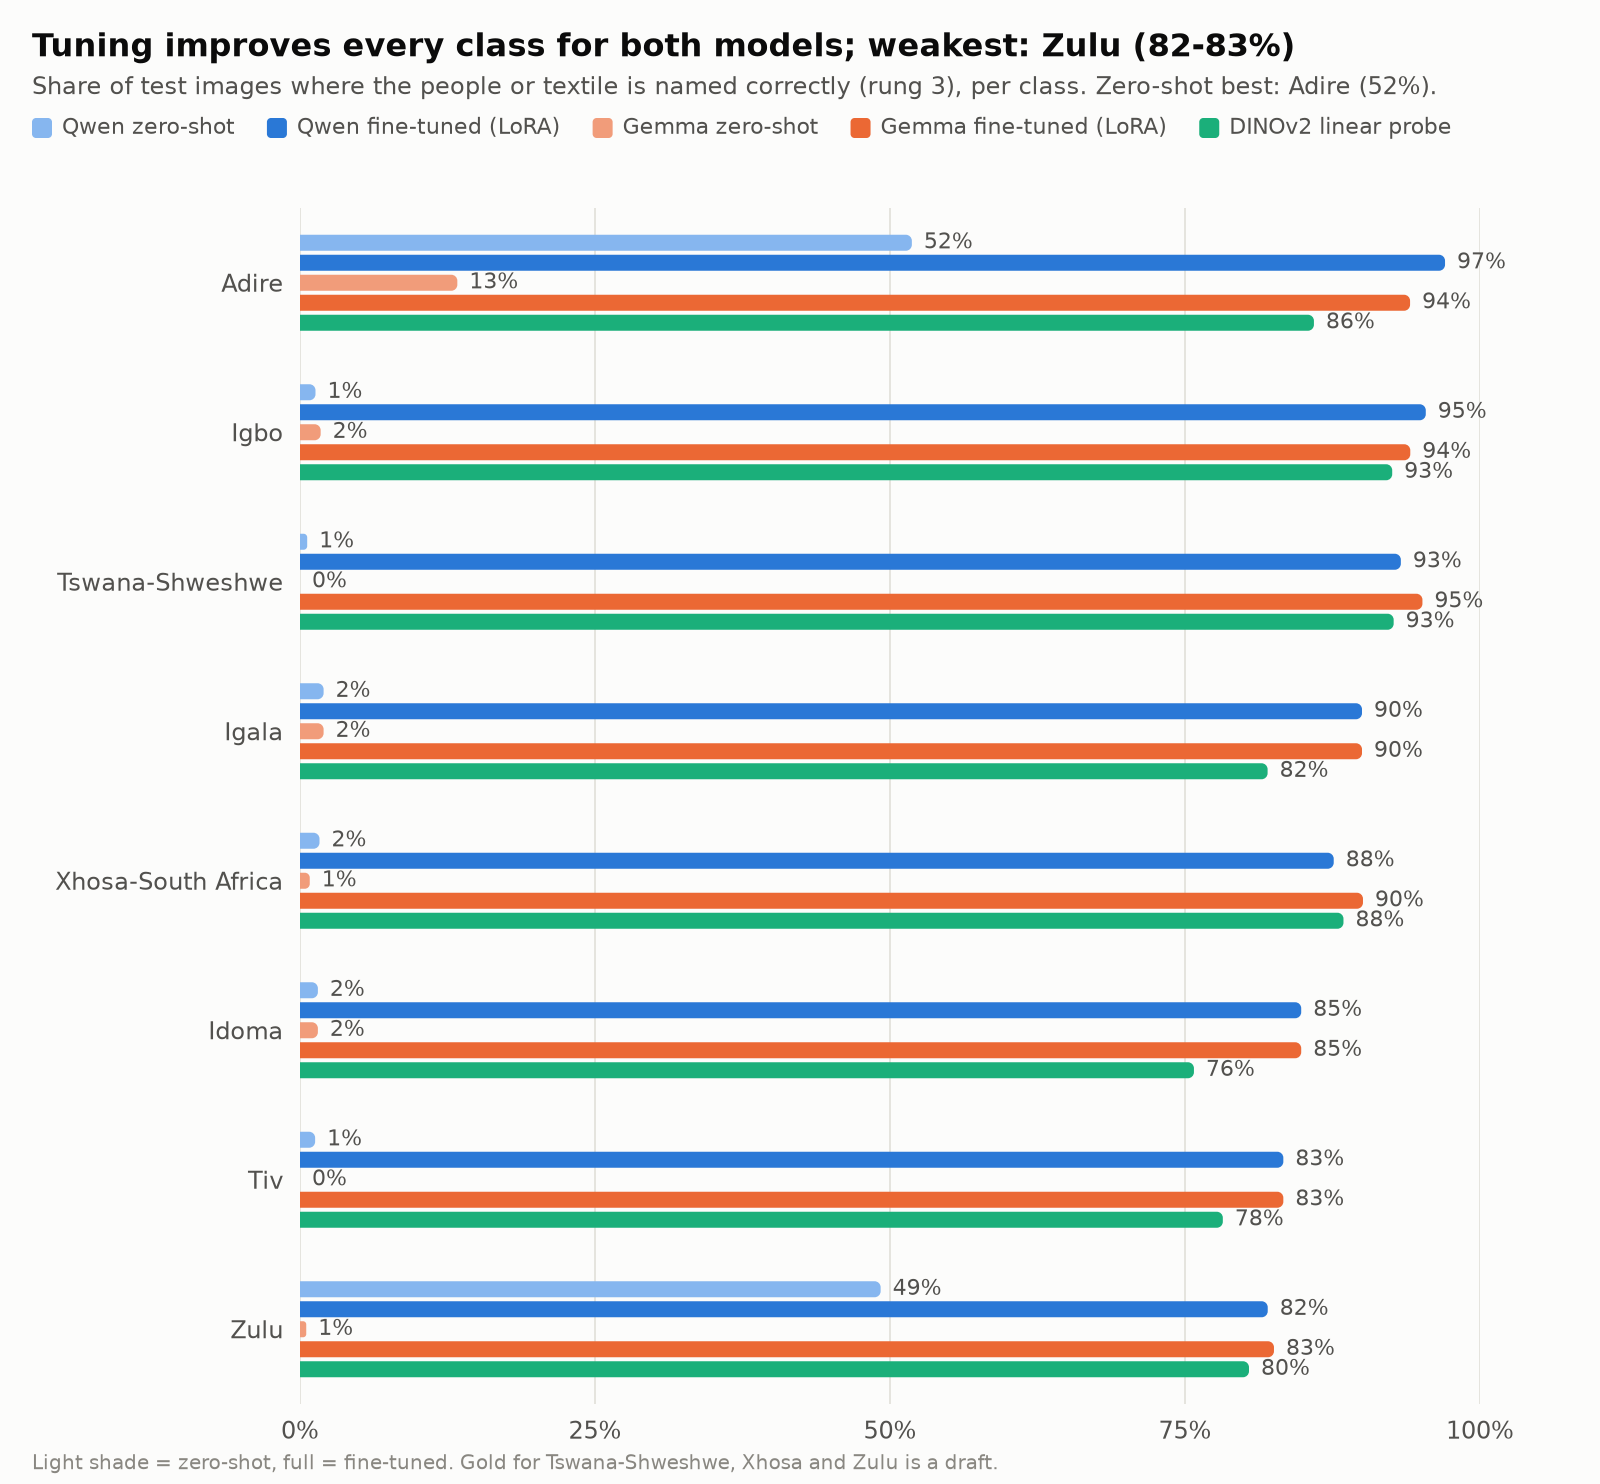 Tuning improves every class for both models; weakest: Zulu (82-83%)
Share of test images where the people or textile is named correctly (rung 3), per class. Zero-shot best: Adire (52%).
Qwen zero-shot Qwen fine-tuned (LoRA) Gemma zero-shot Gemma fine-tuned (LoRA) DINOv2 linear probe
52%
97%
Adire 13%
94%
86%
1%
95%
Igbo 2%
94%
93%
1%
93%
Tswana-Shweshwe 0%
95%
93%
2%
90%
Igala 2%
90%
82%
2%
88%
Xhosa-South Africa 1%
90%
88%
2%
85%
Idoma 2%
85%
76%
1%
83%
Tiv 0%
83%
78%
49%
82%
Zulu 1%
83%
80%
0% 25% 50% 75% 100%
Light shade = zero-shot, full = fine-tuned. Gold for Tswana-Shweshwe, Xhosa and Zulu is a draft.